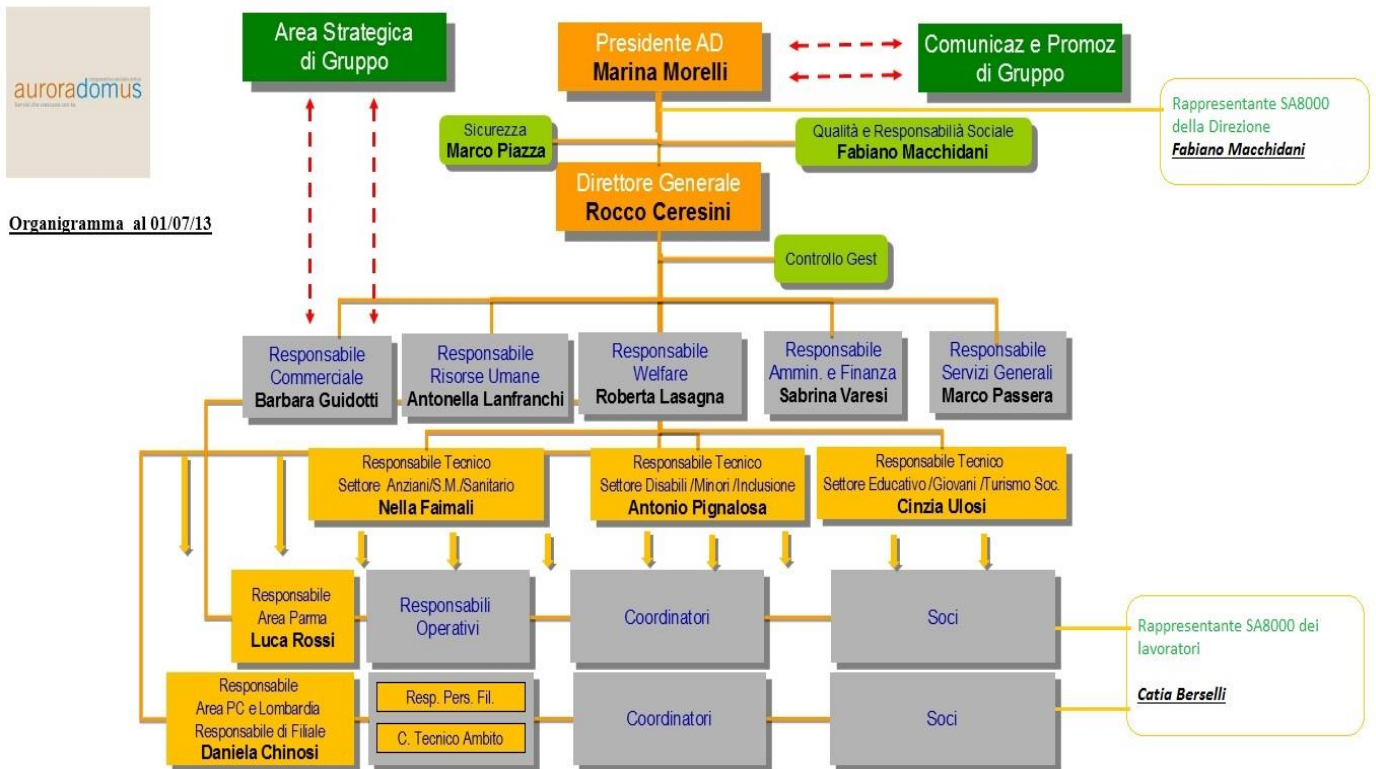 Area Strategica
di Gruppo
Presidente AD
Marina Morelli
Comunicaz e Promoz
di Gruppo
auroradomus
Rappresentante SA8000
della Direzione
Fabiano Macchidani
Sicurezza
Marco Piazza
Qualità e Responsabilià Sociale
Fabiano Macchidani
Direttore Generale
Rocco Ceresini
Organigramma al 01/07/13
Controllo Gest
Responsabile
Commerciale
Barbara Guidotti
Responsabile
Risorse Umane
Antonella Lanfranchi
Responsabile
Welfare
Roberta Lasagna
Responsabile
Ammin. e Finanza
Sabrina Varesi
Responsabile
Servizi Generali
Marco Passera
Responsabile Tecnico
Settore Anziani/S.M./Sanitario
Nella Faimali
Responsabile Tecnico
Settore Disabili /Minori /Inclusione
Antonio Pignalosa
Responsabile Tecnico
Settore Educativo /Giovani /Turismo Soc.
Cinzia Ulosi
Responsabile
Area Parma
Luca Rossi
Responsabili
Operativi
Coordinatori
Soci
Rappresentante SA8000 dei
lavoratori
Catia Berselli
Responsabile
Area PC e Lombardia
Responsabile di Filiale
Daniela Chinosi
Resp. Pers. Fil.
C. Tecnico Ambito
Coordinatori
Soci